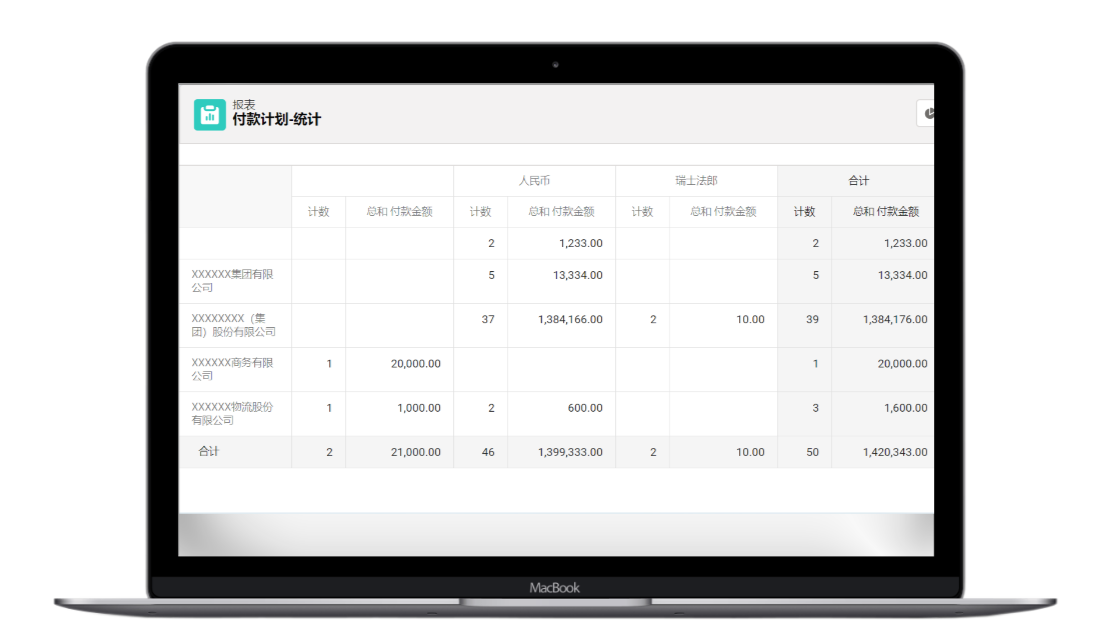 报表
付款计划-统计
人民币 瑞士法郎 合计
计数 总和 付款金额 计数 总和 付款金额 计数 总和 付款金额 计数 总和 付款金额
2 1,233.00 2 1,233.00
XXXXXX集团有限
公司
5 13,334.00 5 13,334.00
XXXXXXXX（集
团）股份有限公司
37 1,384,166.00 2 10.00 39 1,384,176.00
XXXXXX商务有限
公司
1 20,000.00 1 20,000.00
XXXXXX物流股份
有限公司
1 1,000.00 2 600.00 3 1,600.00
合计 2 21,000.00 46 1,399,333.00 2 10.00 50 1,420,343.00
MacBook